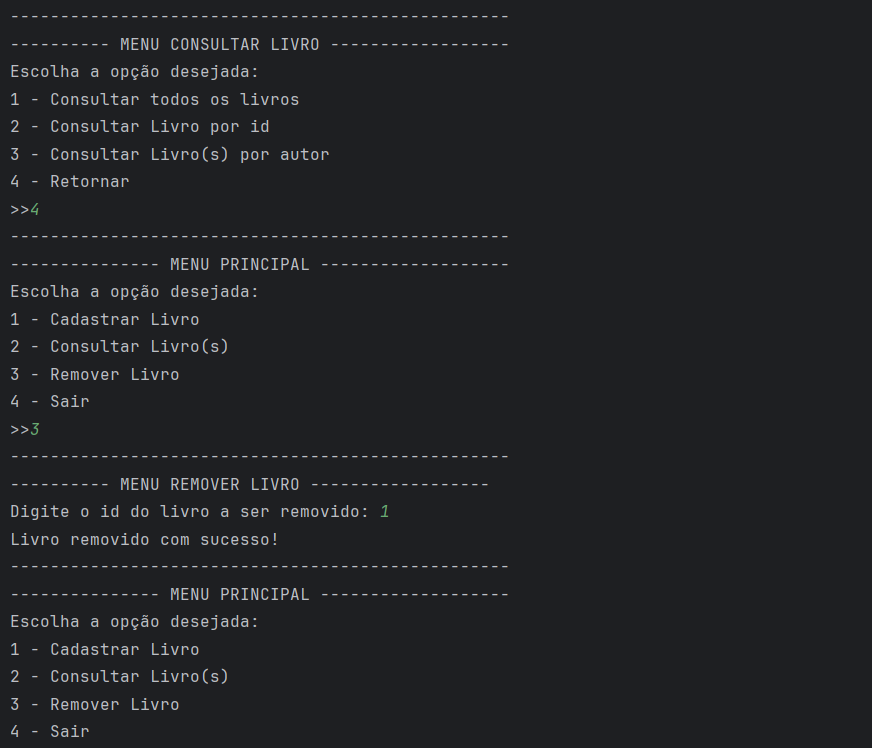 --------------------------------------------------
---------- MENU CONSULTAR LIVRO ------------------
Escolha a opção desejada:
1 - Consultar todos os livros
2 - Consultar Livro por id
3 - Consultar Livro(s) por autor
4 - Retornar
>>4
--------------------------------------------------
--------------- MENU PRINCIPAL -------------------
Escolha a opção desejada:
1 - Cadastrar Livro
2 - Consultar Livro(s)
3 - Remover Livro
4 - Sair
>>3
--------------------------------------------------
---------- MENU REMOVER LIVRO ------------------
Digite o id do livro a ser removido: 1
Livro removido com sucesso!
--------------------------------------------------
--------------- MENU PRINCIPAL -------------------
Escolha a opção desejada:
1 - Cadastrar Livro
2 - Consultar Livro(s)
3 - Remover Livro
4 - Sair